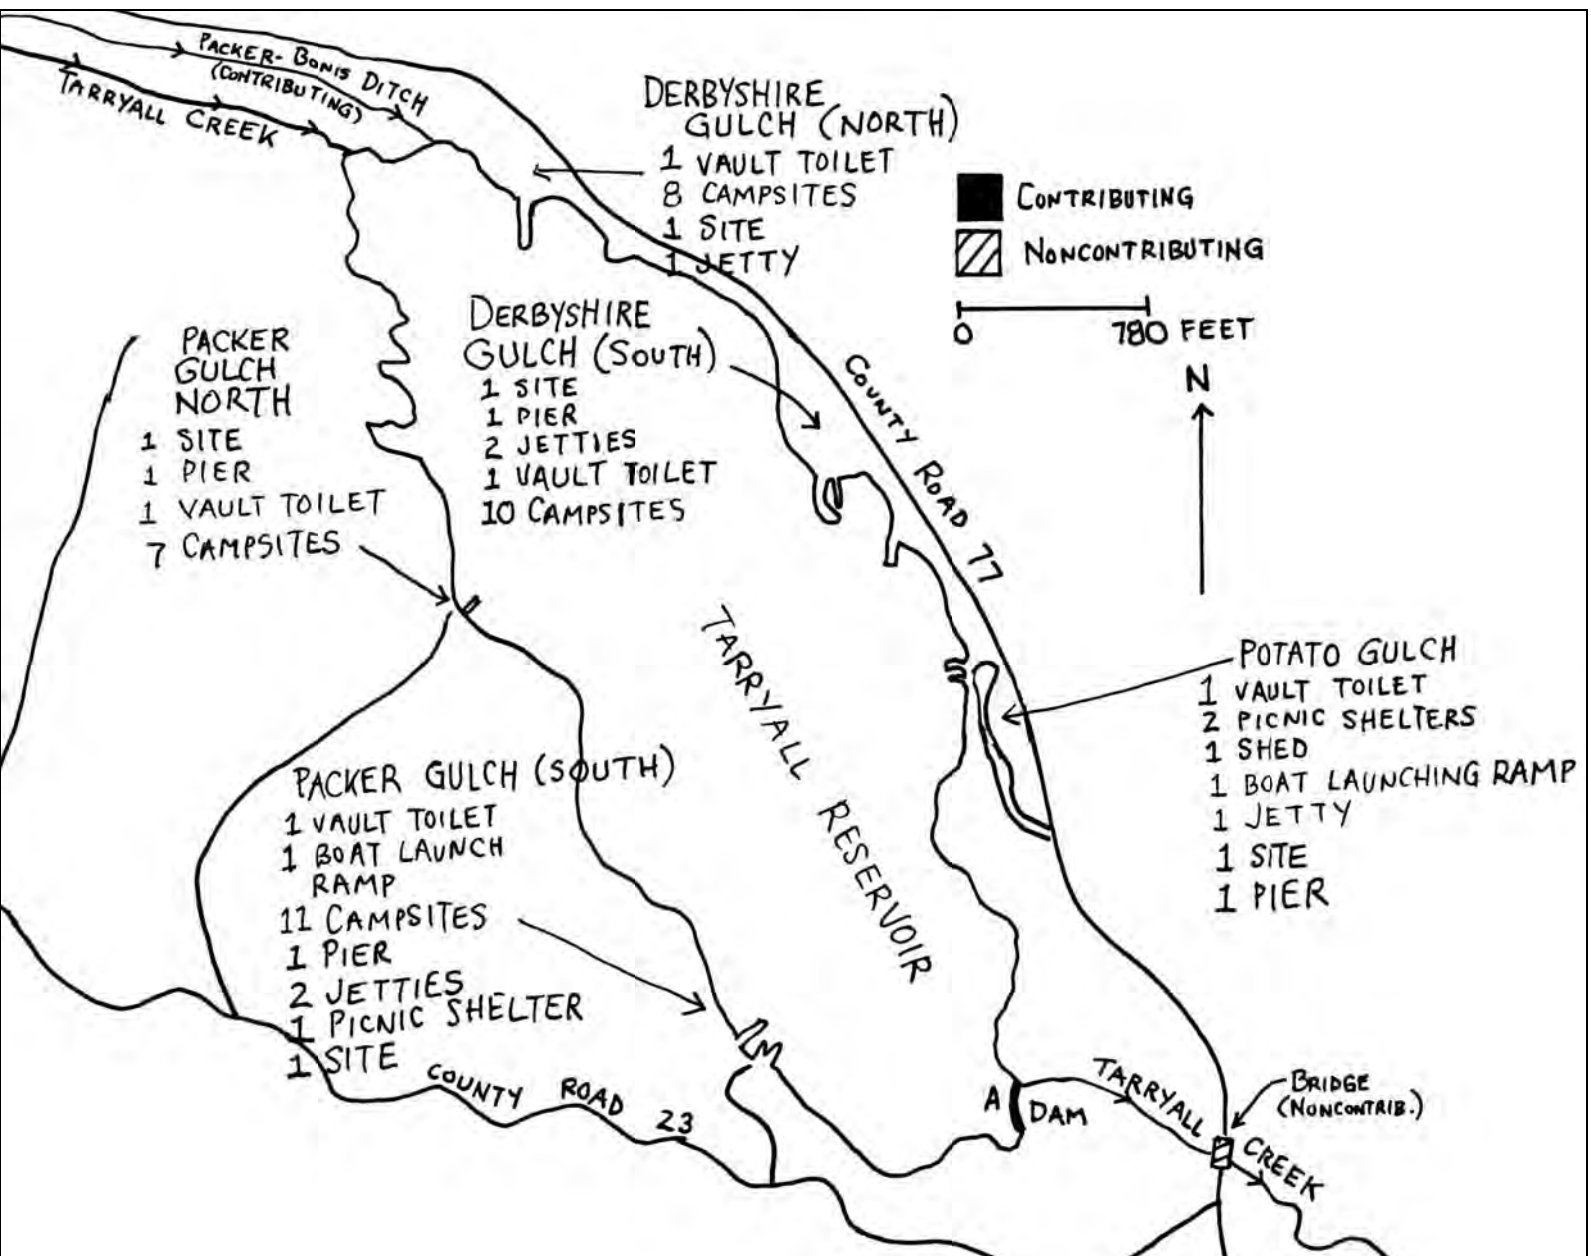 PACKER-BONIS DITCH
(CONTRIBUTING)
TARRYALL CREEK
DERBYSHIRE
GULCH (NORTH)
1 VAULT TOILET
8 CAMPSITES
1 SITE
1 JETTY
CONTRIBUTING
NONCONTRIBUTING
0 780 FEET
N
PACKER
GULCH
NORTH
1 SITE
1 PIER
1 VAULT TOILET
7 CAMPSITES
DERBYSHIRE
GULCH (SOUTH)
1 SITE
1 PIER
2 JETTIES
1 VAULT TOILET
10 CAMPSITES
COUNTY ROAD 77
TARRYALL RESERVOIR
POTATO GULCH
1 VAULT TOILET
2 PICNIC SHELTERS
1 SHED
1 BOAT LAUNCHING RAMP
1 JETTY
1 SITE
1 PIER
PACKER GULCH (SOUTH)
1 VAULT TOILET
1 BOAT LAUNCH
RAMP
11 CAMPSITES
1 PIER
2 JETTIES
1 PICNIC SHELTER
1 SITE
COUNTY ROAD 23
A DAM
TARRYALL CREEK
BRIDGE
(NONCONTRIB.)